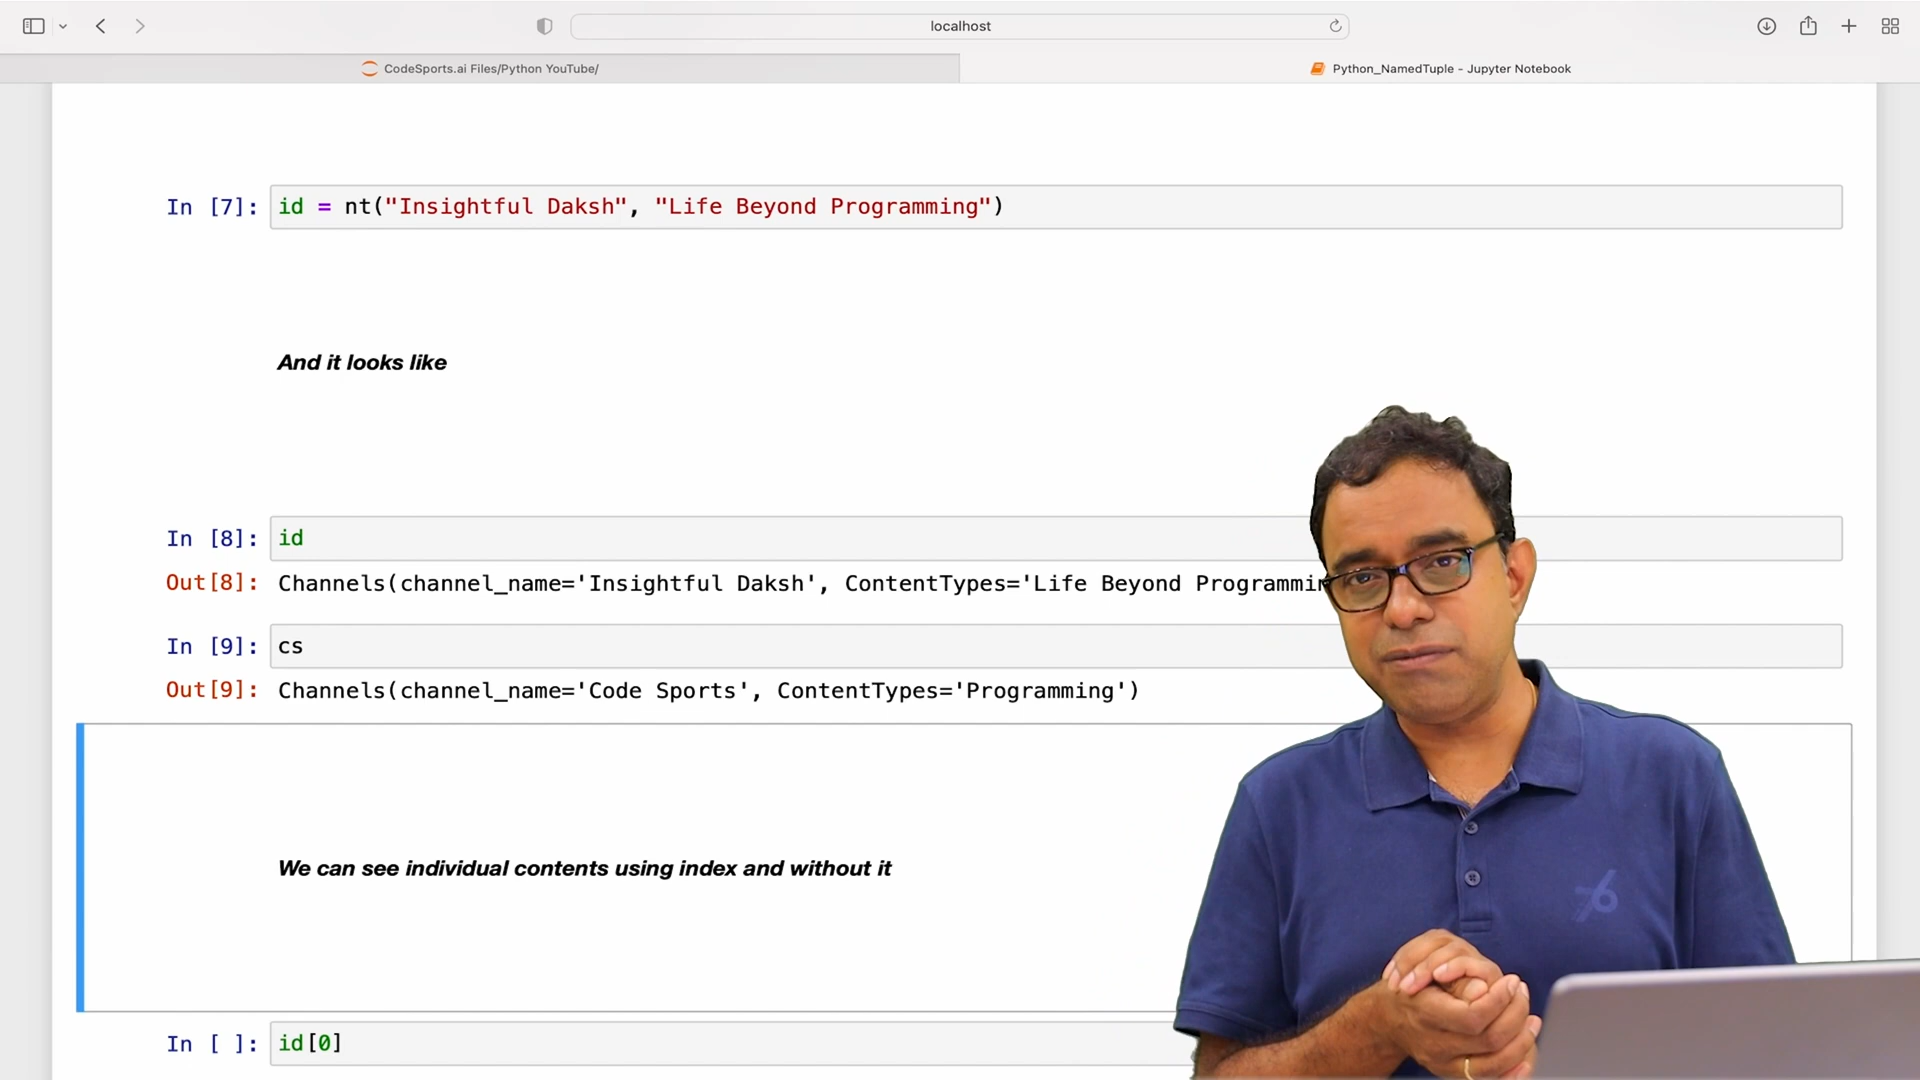 localhost
CodeSports.ai Files/Python YouTube/
Python_NamedTuple - Jupyter Notebook
In [7]: id = nt("Insightful Daksh", "Life Beyond Programming")
And it looks like
In [8]: id
Out[8]: Channels(channel_name='Insightful Daksh', ContentTypes='Life Beyond Programmin
In [9]: cs
Out[9]: Channels(channel_name='Code Sports', ContentTypes='Programming')
We can see individual contents using index and without it
76
In [ ]: id[0]